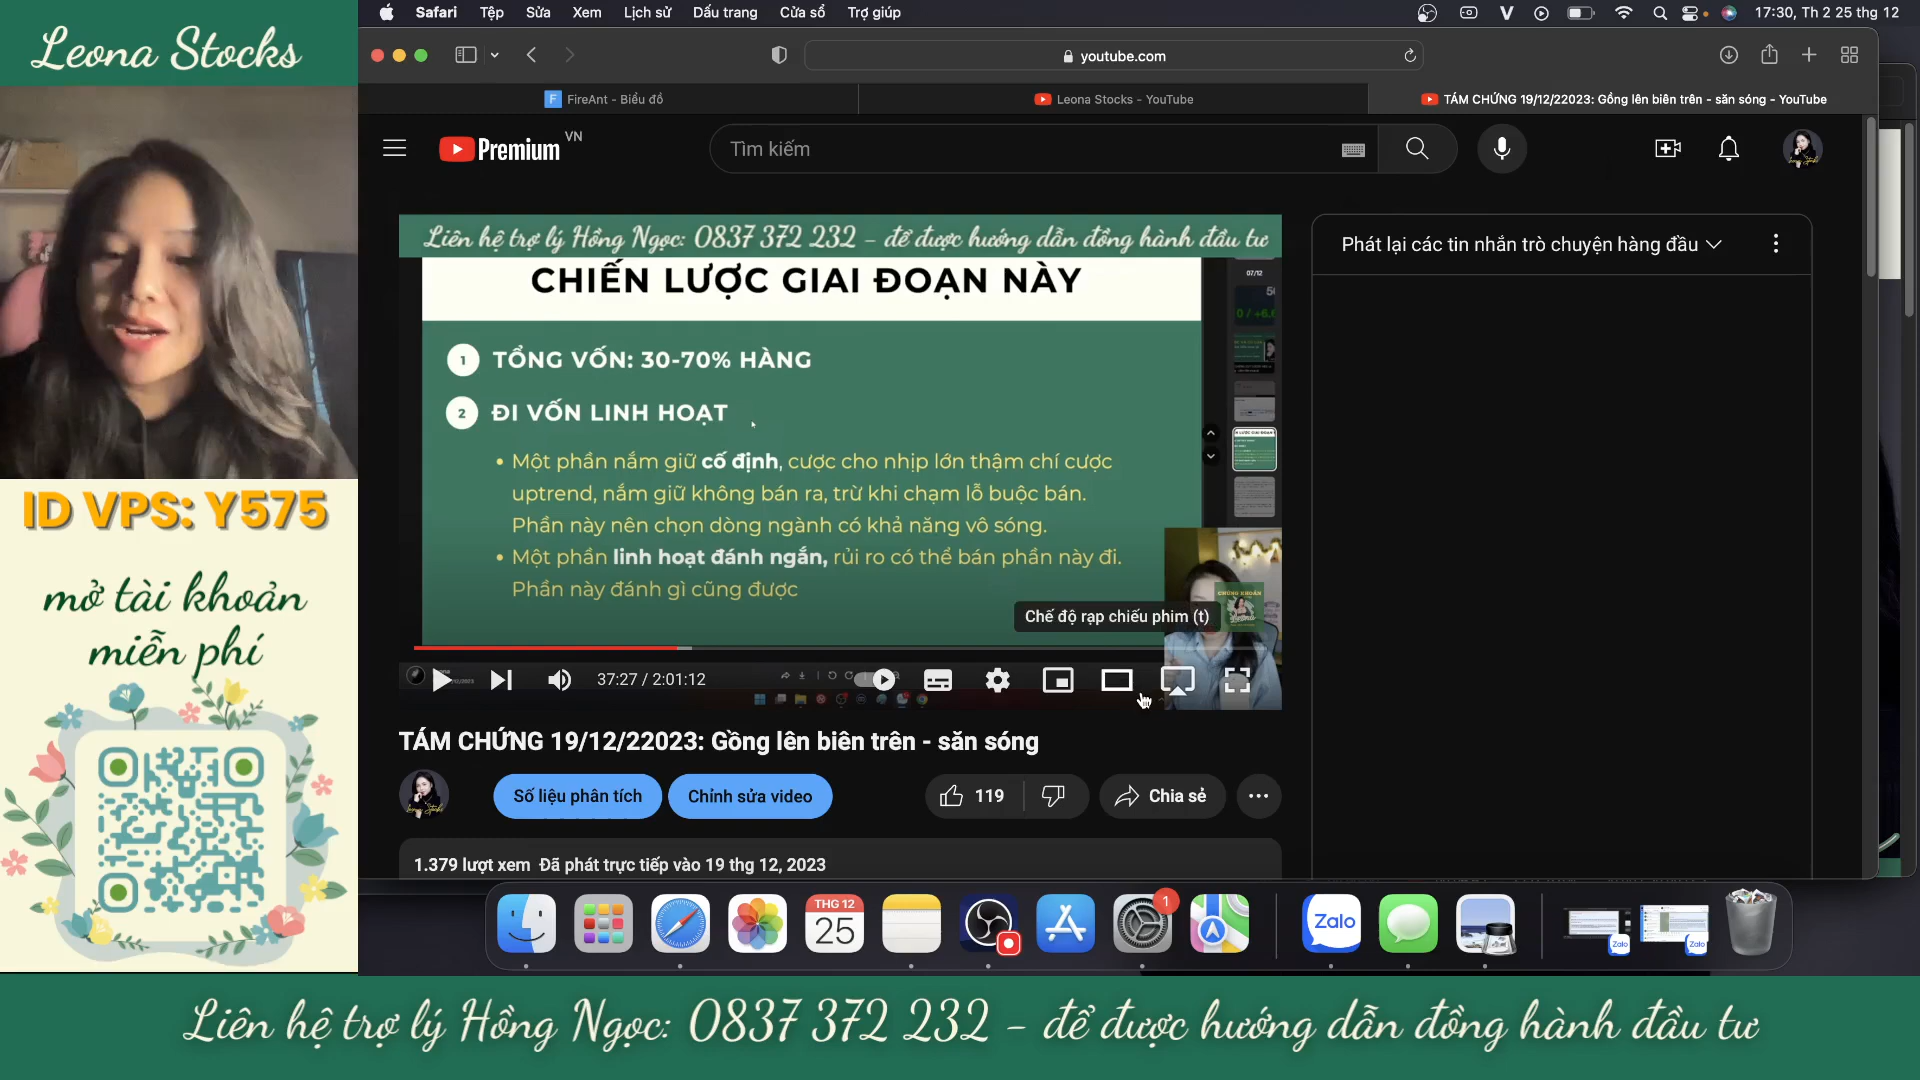 Leona Stocks
Safari Tệp Sửa Xem Lịch sử Dấu trang Cửa sổ Trợ giúp
V
17:30, Th 2 25 thg 12
youtube.com
F FireAnt - Biểu đồ
Leona Stocks - YouTube
TÁM CHỨNG 19/12/22023: Gồng lên biên trên - săn sóng - YouTube
Premium VN
Tìm kiếm
Liên hệ trợ lý Hồng Ngọc: 0837 372 232 - để được hướng dẫn đồng hành đầu tư
CHIẾN LƯỢC GIAI ĐOẠN NÀY
07/12
1 TỔNG VỐN: 30-70% HÀNG
2 ĐI VỐN LINH HOẠT
• Một phần nắm giữ cố định, cược cho nhịp lớn thậm chí cược
uptrend, nắm giữ không bán ra, trừ khi chạm lỗ buộc bán.
Phần này nên chọn dòng ngành có khả năng vô sóng.
• Một phần linh hoạt đánh ngắn, rủi ro có thể bán phần này đi.
Phần này đánh gì cũng được
Chế độ rạp chiếu phim (t)
37:27 / 2:01:12
Phát lại các tin nhắn trò chuyện hàng đầu
TÁM CHỨNG 19/12/22023: Gồng lên biên trên - săn sóng
Số liệu phân tích
Chỉnh sửa video
119
Chia sẻ
1.379 lượt xem Đã phát trực tiếp vào 19 thg 12, 2023
ID VPS: Y575
mở tài khoản
miễn phí
THG 12
25
1
Zalo
Zalo
Zalo
Liên hệ trợ lý Hồng Ngọc: 0837 372 232 - để được hướng dẫn đồng hành đầu tư